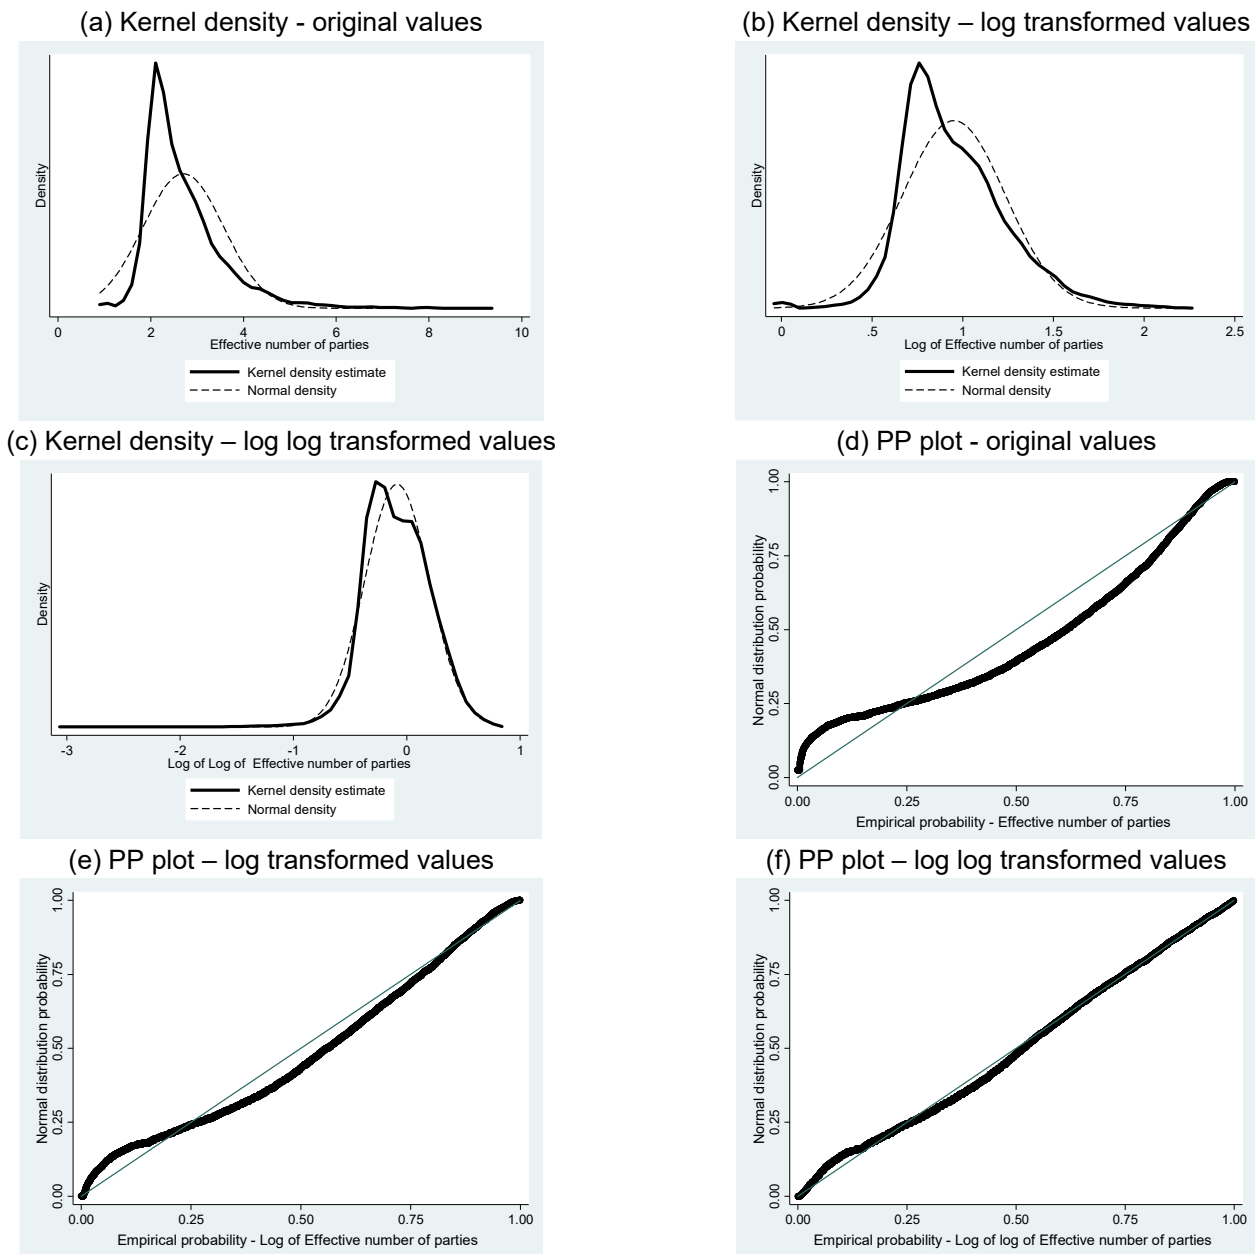 (a) Kernel density - original values
Density
0 2 4 6 8 10
Effective number of parties
Kernel density estimate
Normal density
(b) Kernel density – log transformed values
Density
0 .5 1 1.5 2 2.5
Log of Effective number of parties
Kernel density estimate
Normal density
(c) Kernel density – log log transformed values
Density
-3 -2 -1 0 1
Log of Log of Effective number of parties
Kernel density estimate
Normal density
(d) PP plot - original values
Normal distribution probability
0.00 0.25 0.50 0.75 1.00
0.00 0.25 0.50 0.75 1.00
Empirical probability - Effective number of parties
(e) PP plot – log transformed values
Normal distribution probability
0.00 0.25 0.50 0.75 1.00
0.00 0.25 0.50 0.75 1.00
Empirical probability - Log of Effective number of parties
(f) PP plot – log log transformed values
Normal distribution probability
0.00 0.25 0.50 0.75 1.00
0.00 0.25 0.50 0.75 1.00
Empirical probability - Log of log of Effective number of parties